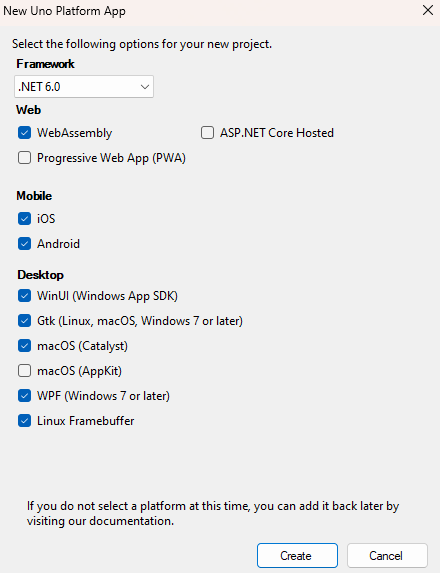 New Uno Platform App
Select the following options for your new project.
Framework
.NET 6.0
Web
WebAssembly
ASP.NET Core Hosted
Progressive Web App (PWA)
Mobile
iOS
Android
Desktop
WinUI (Windows App SDK)
Gtk (Linux, macOS, Windows 7 or later)
macOS (Catalyst)
macOS (AppKit)
WPF (Windows 7 or later)
Linux Framebuffer
If you do not select a platform at this time, you can add it back later by
visiting our documentation.
Create
Cancel